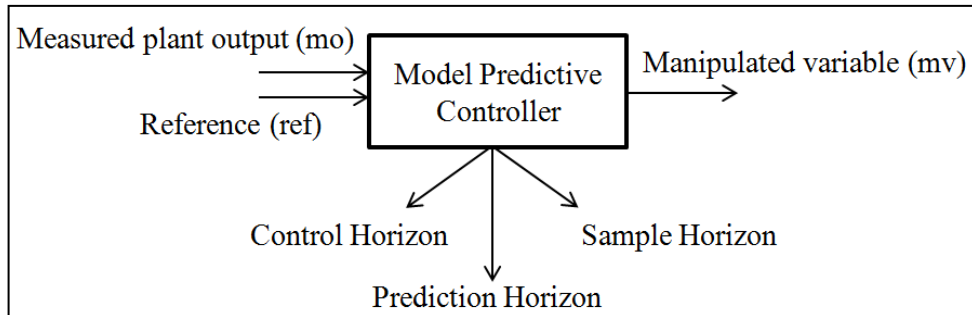 Measured plant output (mo)
Reference (ref)
Model Predictive
Controller
Manipulated variable (mv)
Control Horizon
Sample Horizon
Prediction Horizon